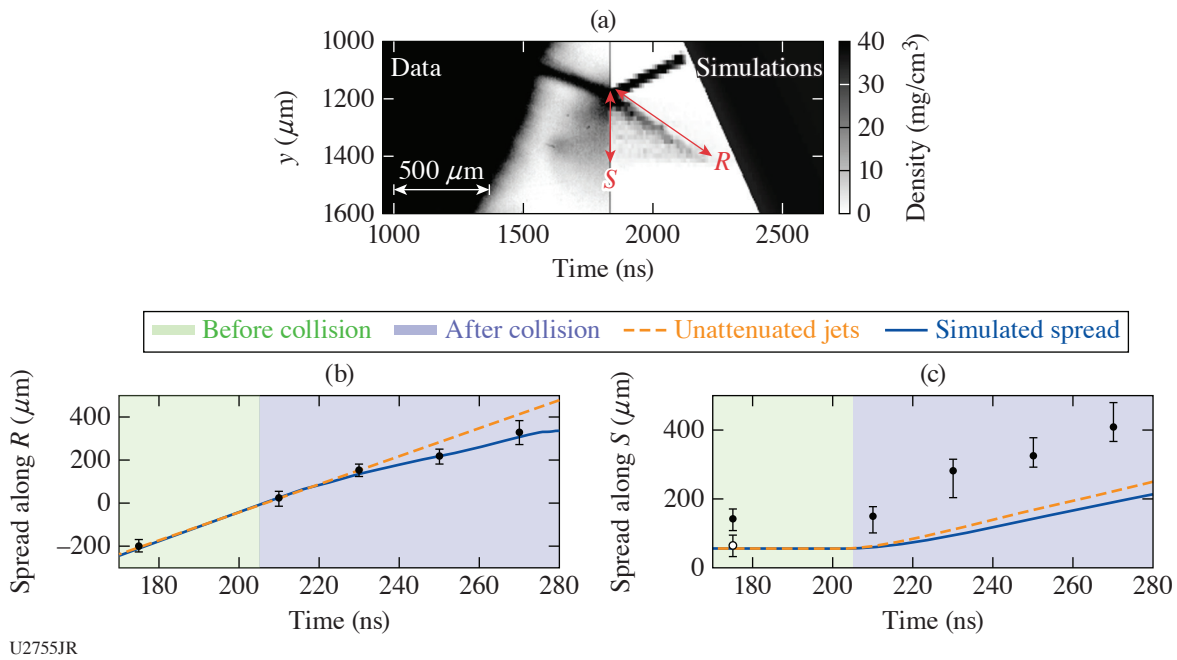 (a)
1000
1200
1400
1600
y (μm)
Data
Simulations
500 μm
S
R
40
30
20
10
0
Density (mg/cm³)
1000 1500 2000 2500
Time (ns)
Before collision After collision Unattenuated jets Simulated spread
(b)
400
200
0
−200
Spread along R (μm)
180 200 220 240 260 280
Time (ns)
(c)
400
200
0
Spread along S (μm)
180 200 220 240 260 280
Time (ns)
U2755JR